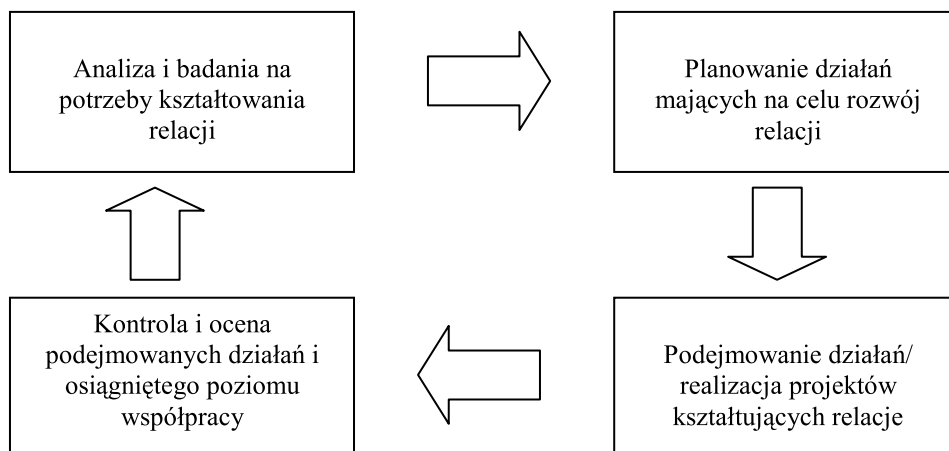 Analiza i badania na
potrzeby kształtowania
relacji
Planowanie działań
mających na celu rozwój
relacji
Kontrola i ocena
podejmowanych działań i
osiągniętego poziomu
współpracy
Podejmowanie działań/
realizacja projektów
kształtujących relacje